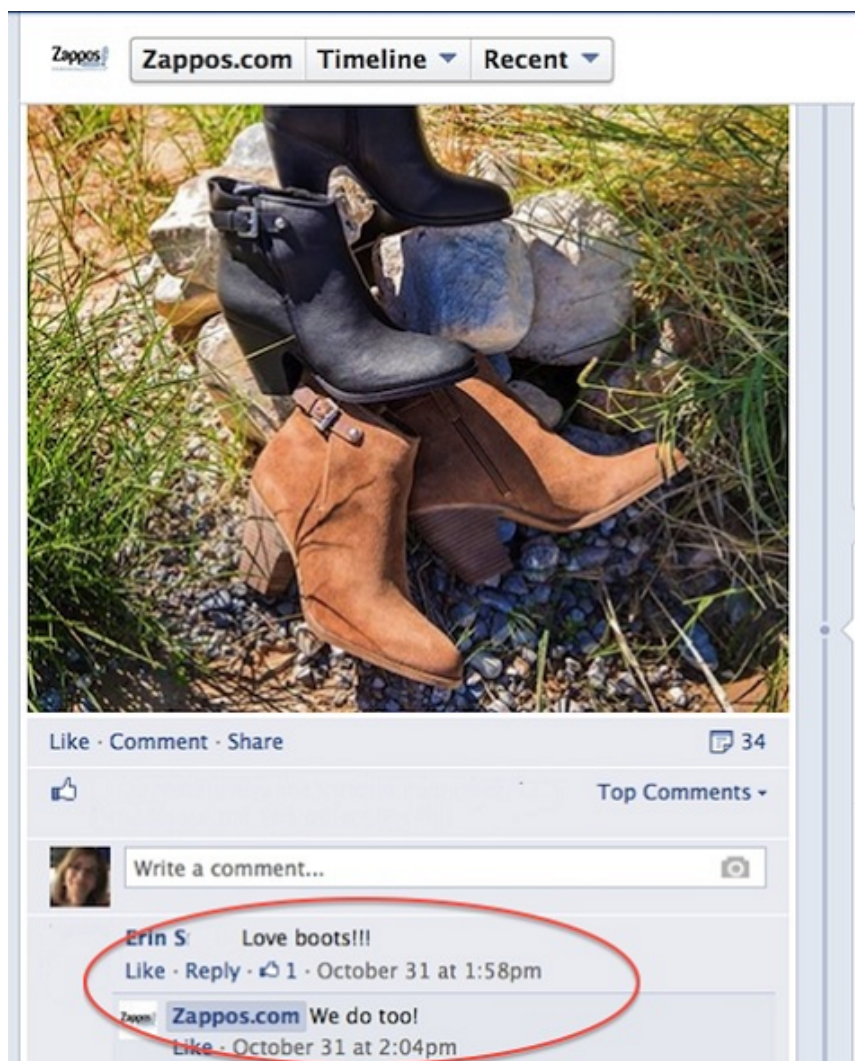 Zappos Zappos.com Timeline Recent
Like · Comment · Share 34
Top Comments
Write a comment...
Erin S Love boots!!!
Like · Reply · 1 · October 31 at 1:58pm
Zappos Zappos.com We do too!
Like · October 31 at 2:04pm